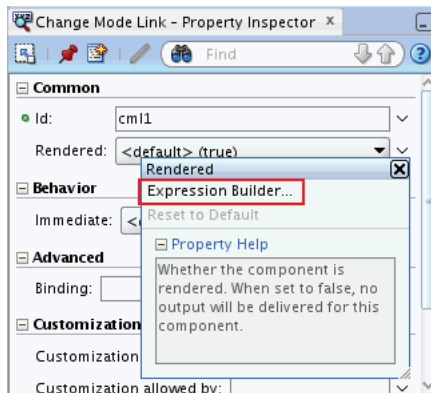 Change Mode Link - Property Inspector x
Find
Common
Id: cml1
Rendered: <default> (true)
Rendered
Expression Builder...
Behavior
Immediate:
Reset to Default
Property Help
Advanced
Whether the component is
rendered. When set to false, no
Binding:
output will be delivered for this
Customization
component.
Customization
Customization allowed by: